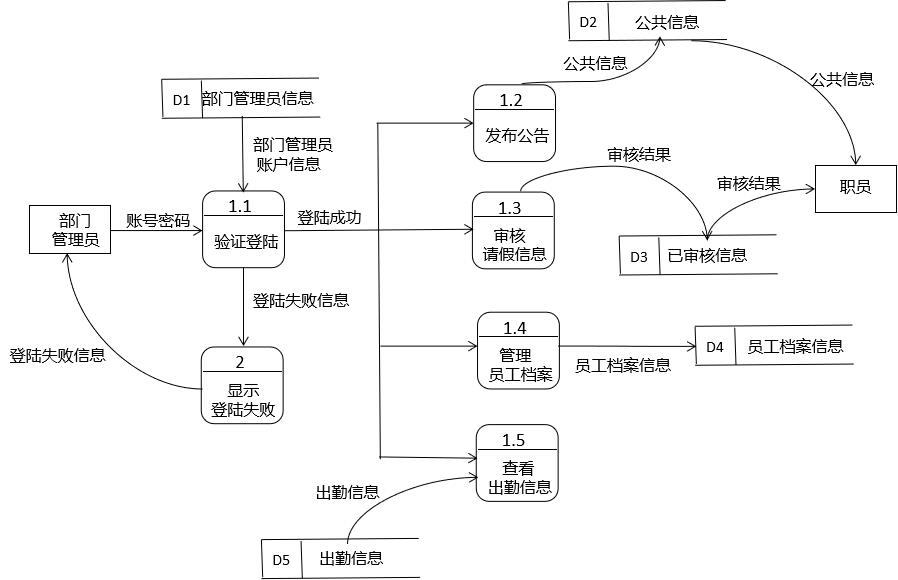 D2
公共信息
公共信息
公共信息
D1
部门管理员信息
1.2
发布公告
部门管理员
账户信息
审核结果
审核结果
职员
1.1
验证登陆
部门
管理员
账号密码
登陆成功
1.3
审核
请假信息
D3
已审核信息
登陆失败信息
登陆失败信息
2
显示
登陆失败
1.4
管理
员工档案
员工档案信息
D4
员工档案信息
1.5
查看
出勤信息
出勤信息
D5
出勤信息